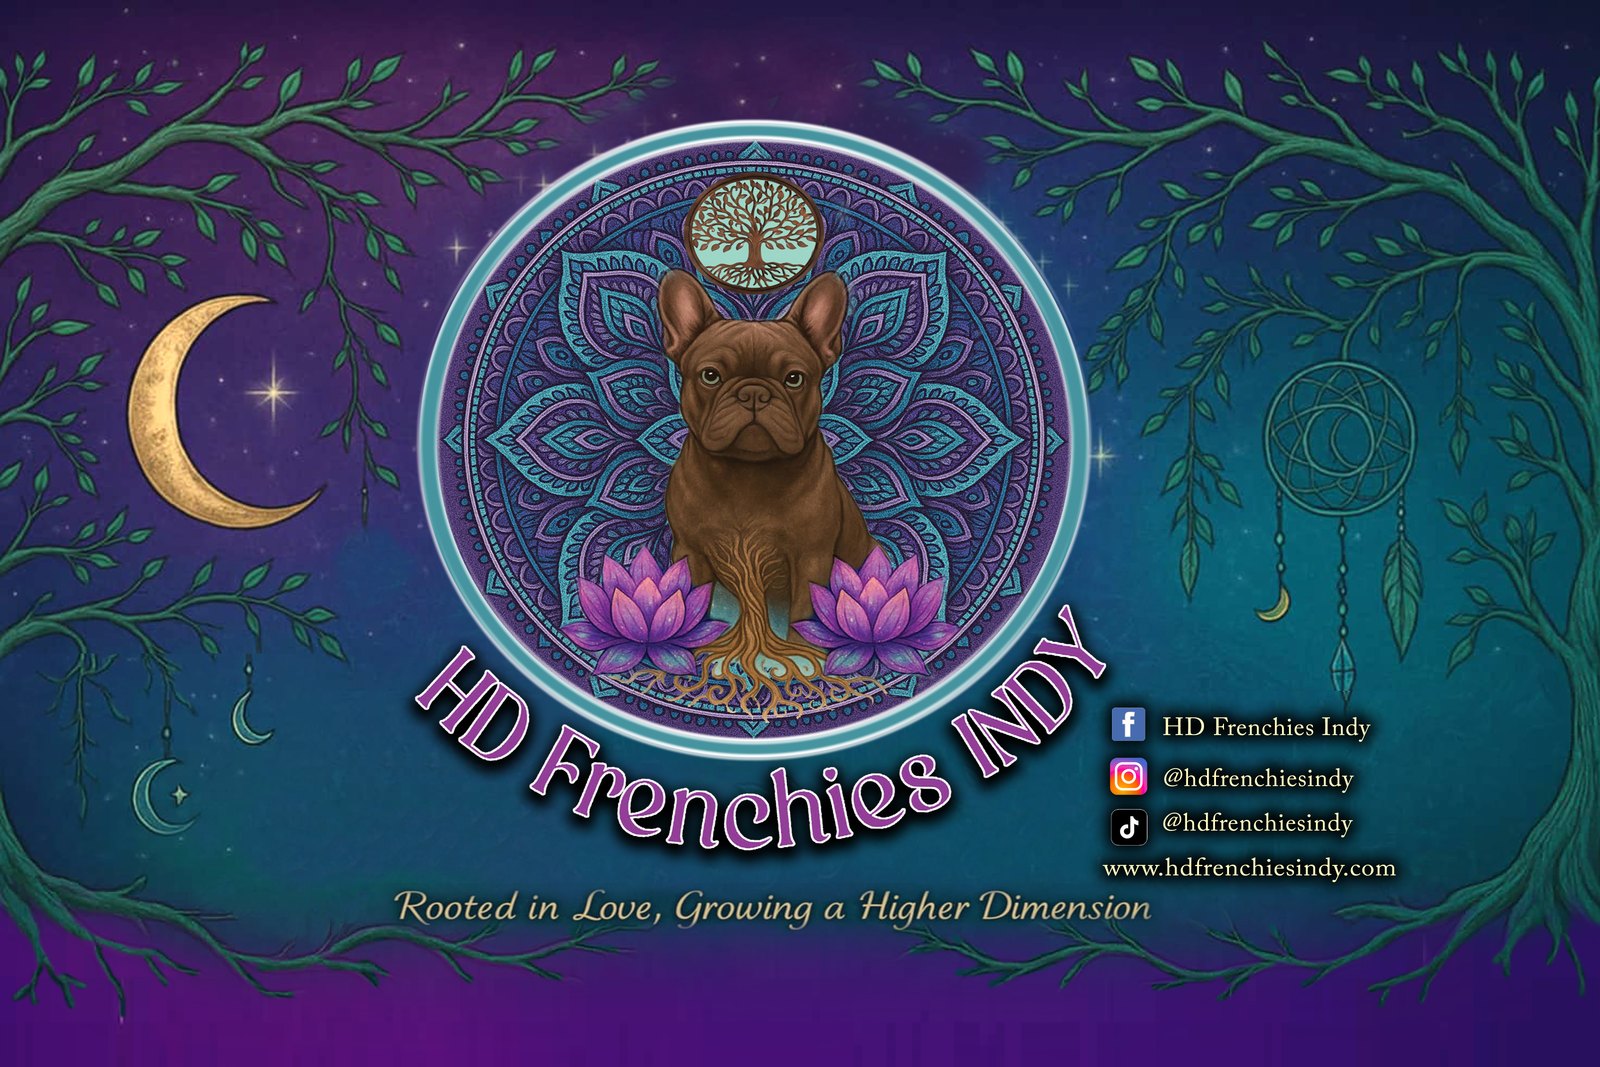 HD Frenchies INDY
HD Frenchies Indy
@hdfrenchiesindy
@hdfrenchiesindy
www.hdfrenchiesindy.com
Rooted in Love, Growing a Higher Dimension